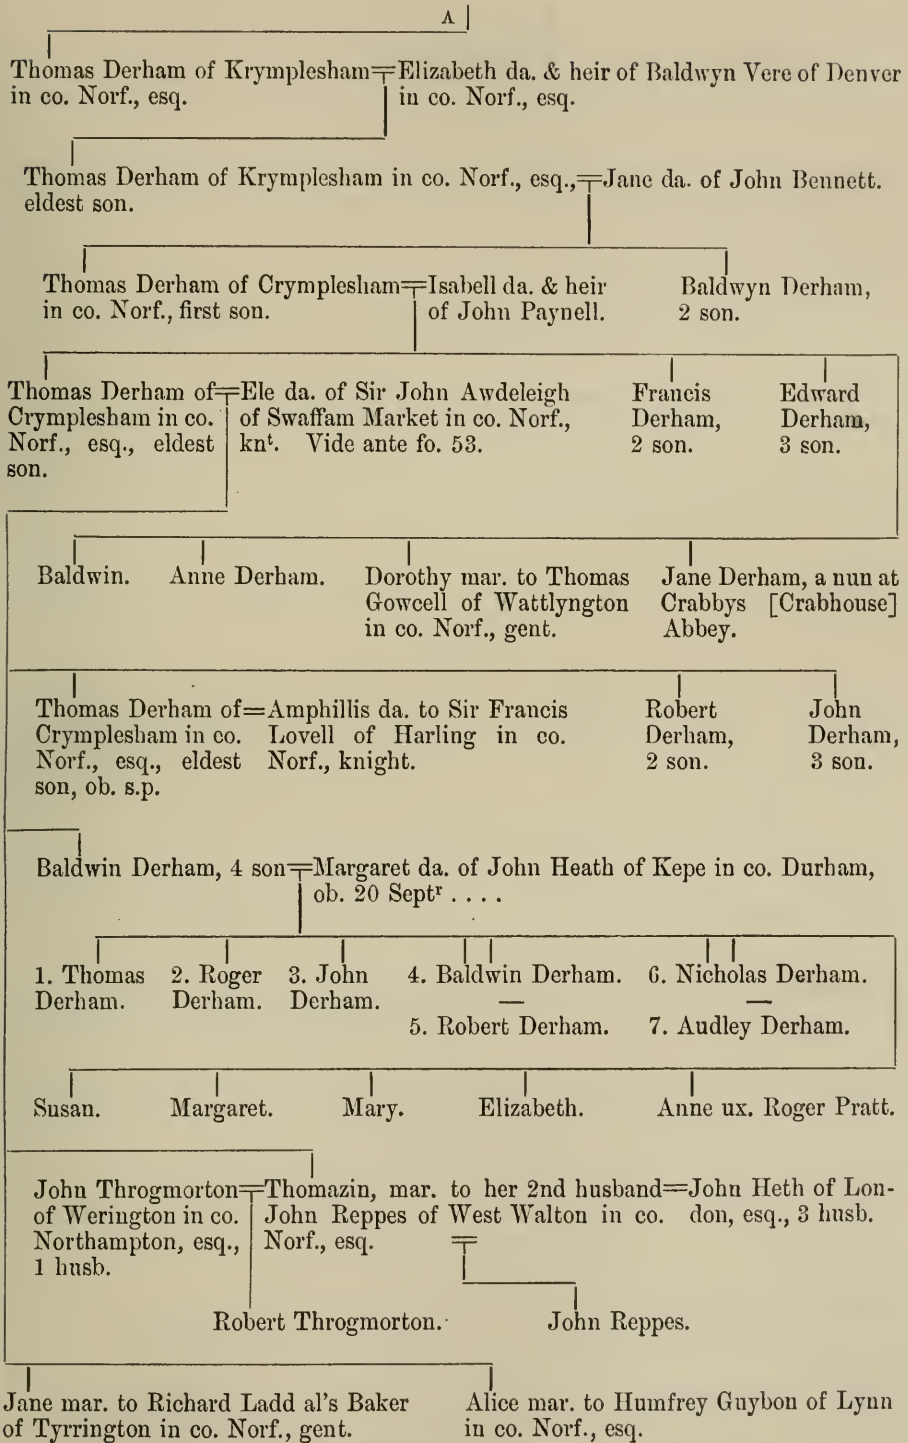 A
Thomas Derham of Krymplesham=Elizabeth da. & heir of Baldwyn Vere of Denver
in co. Norf., esq. in co. Norf., esq.
Thomas Derham of Krymplesham in co. Norf., esq.,=Jane da. of John Bennett.
eldest son.
Thomas Derham of Crymplesham=Isabell da. & heir Baldwyn Derham,
in co. Norf., first son. of John Paynell. 2 son.
Thomas Derham of=Ele da. of Sir John Awdeleigh Francis Edward
Crymplesham in co. of Swaffam Market in co. Norf., Derham, Derham,
Norf., esq., eldest knᵗ. Vide ante fo. 53. 2 son. 3 son.
son.
Baldwin. Anne Derham. Dorothy mar. to Thomas Jane Derham, a nun at
Gowcell of Wattlyngton Crabbys [Crabhouse]
in co. Norf., gent. Abbey.
Thomas Derham of=Amphillis da. to Sir Francis Robert John
Crymplesham in co. Lovell of Harling in co. Derham, Derham,
Norf., esq., eldest Norf., knight. 2 son. 3 son.
son, ob. s.p.
Baldwin Derham, 4 son=Margaret da. of John Heath of Kepe in co. Durham,
ob. 20 Septʳ . . . .
1. Thomas 2. Roger 3. John 4. Baldwin Derham. 6. Nicholas Derham.
Derham. Derham. Derham. — —
5. Robert Derham. 7. Audley Derham.
Susan. Margaret. Mary. Elizabeth. Anne ux. Roger Pratt.
John Throgmorton=Thomazin, mar. to her 2nd husband=John Heth of Lon-
of Werington in co. John Reppes of West Walton in co. don, esq., 3 husb.
Northampton, esq., Norf., esq.
1 husb.
Robert Throgmorton. John Reppes.
Jane mar. to Richard Ladd al's Baker Alice mar. to Humfrey Guybon of Lynn
of Tyrrington in co. Norf., gent. in co. Norf., esq.